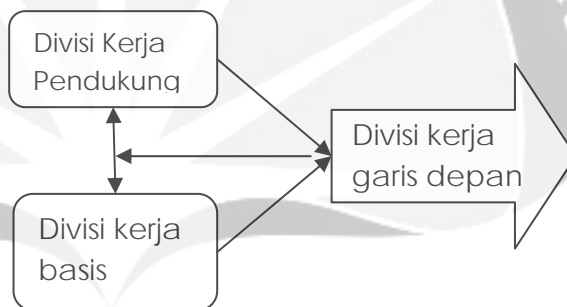 Divisi Kerja
Pendukung
Divisi kerja
garis depan
Divisi kerja
basis